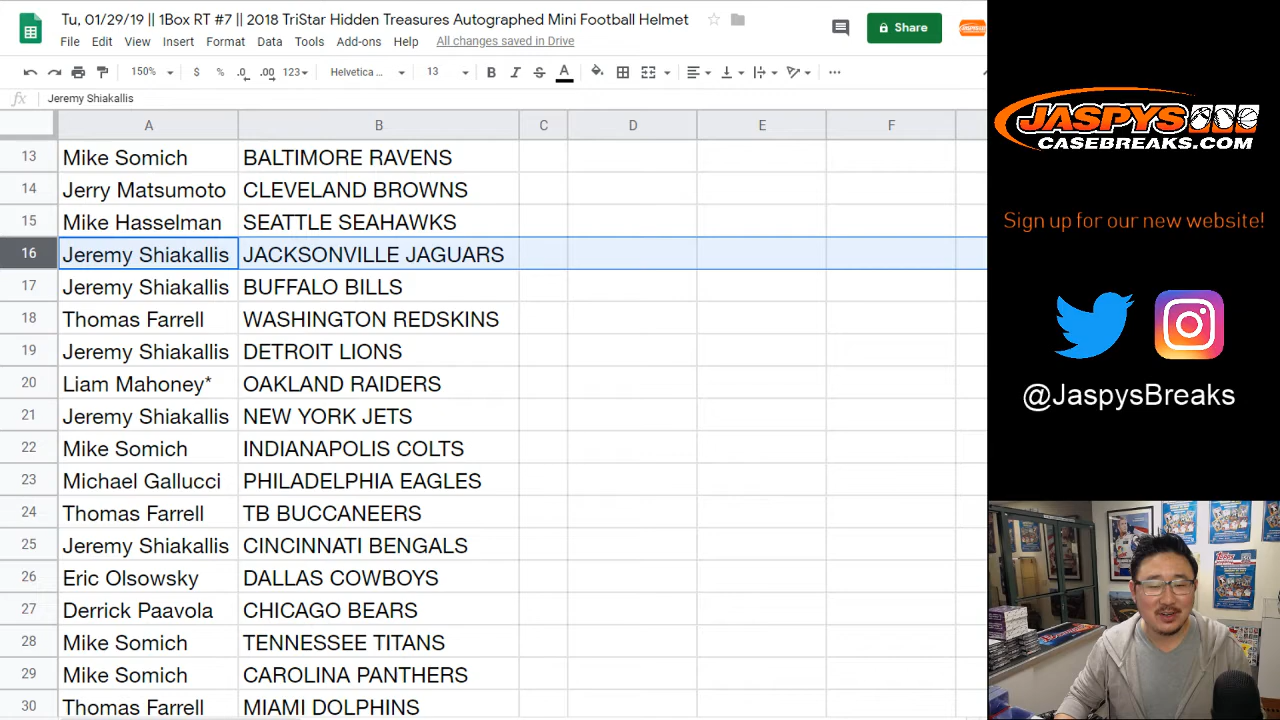 Tu, 01/29/19 || 1Box RT #7 || 2018 TriStar Hidden Treasures Autographed Mini Football Helmet
File Edit View Insert Format Data Tools Add-ons Help All changes saved in Drive
Share
150% $ % .0 .00 123 Helvetica ... 13 B I S A
fx Jeremy Shiakallis
A B C D E F
13 Mike Somich BALTIMORE RAVENS
14 Jerry Matsumoto CLEVELAND BROWNS
15 Mike Hasselman SEATTLE SEAHAWKS
16 Jeremy Shiakallis JACKSONVILLE JAGUARS
17 Jeremy Shiakallis BUFFALO BILLS
18 Thomas Farrell WASHINGTON REDSKINS
19 Jeremy Shiakallis DETROIT LIONS
20 Liam Mahoney* OAKLAND RAIDERS
21 Jeremy Shiakallis NEW YORK JETS
22 Mike Somich INDIANAPOLIS COLTS
23 Michael Gallucci PHILADELPHIA EAGLES
24 Thomas Farrell TB BUCCANEERS
25 Jeremy Shiakallis CINCINNATI BENGALS
26 Eric Olsowsky DALLAS COWBOYS
27 Derrick Paavola CHICAGO BEARS
28 Mike Somich TENNESSEE TITANS
29 Mike Somich CAROLINA PANTHERS
30 Thomas Farrell MIAMI DOLPHINS
JASPYS
CASEBREAKS.COM
Sign up for our new website!
@JaspysBreaks